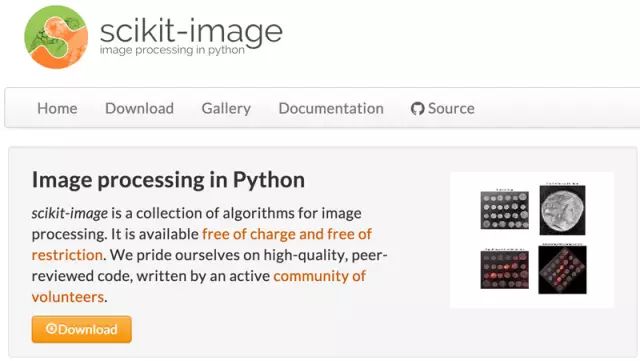 scikit-image
image processing in python
Home Download Gallery Documentation Source
Image processing in Python
scikit-image is a collection of algorithms for image
processing. It is available free of charge and free of
restriction. We pride ourselves on high-quality, peer-
reviewed code, written by an active community of
volunteers.
Download